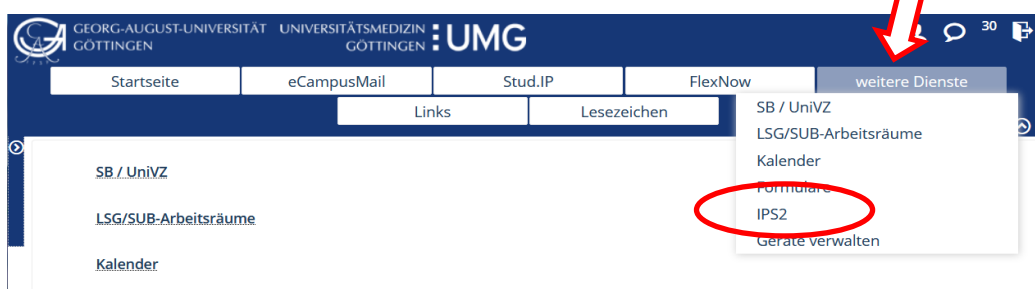 GEORG-AUGUST-UNIVERSITÄT GÖTTINGEN
UNIVERSITÄTSMEDIZIN GÖTTINGEN
UMG
30
Startseite
eCampusMail
Stud.IP
FlexNow
weitere Dienste
Links
Lesezeichen
SB / UniVZ
LSG/SUB-Arbeitsräume
Kalender
Formulare
IPS2
Geräte verwalten
SB / UniVZ
LSG/SUB-Arbeitsräume
Kalender